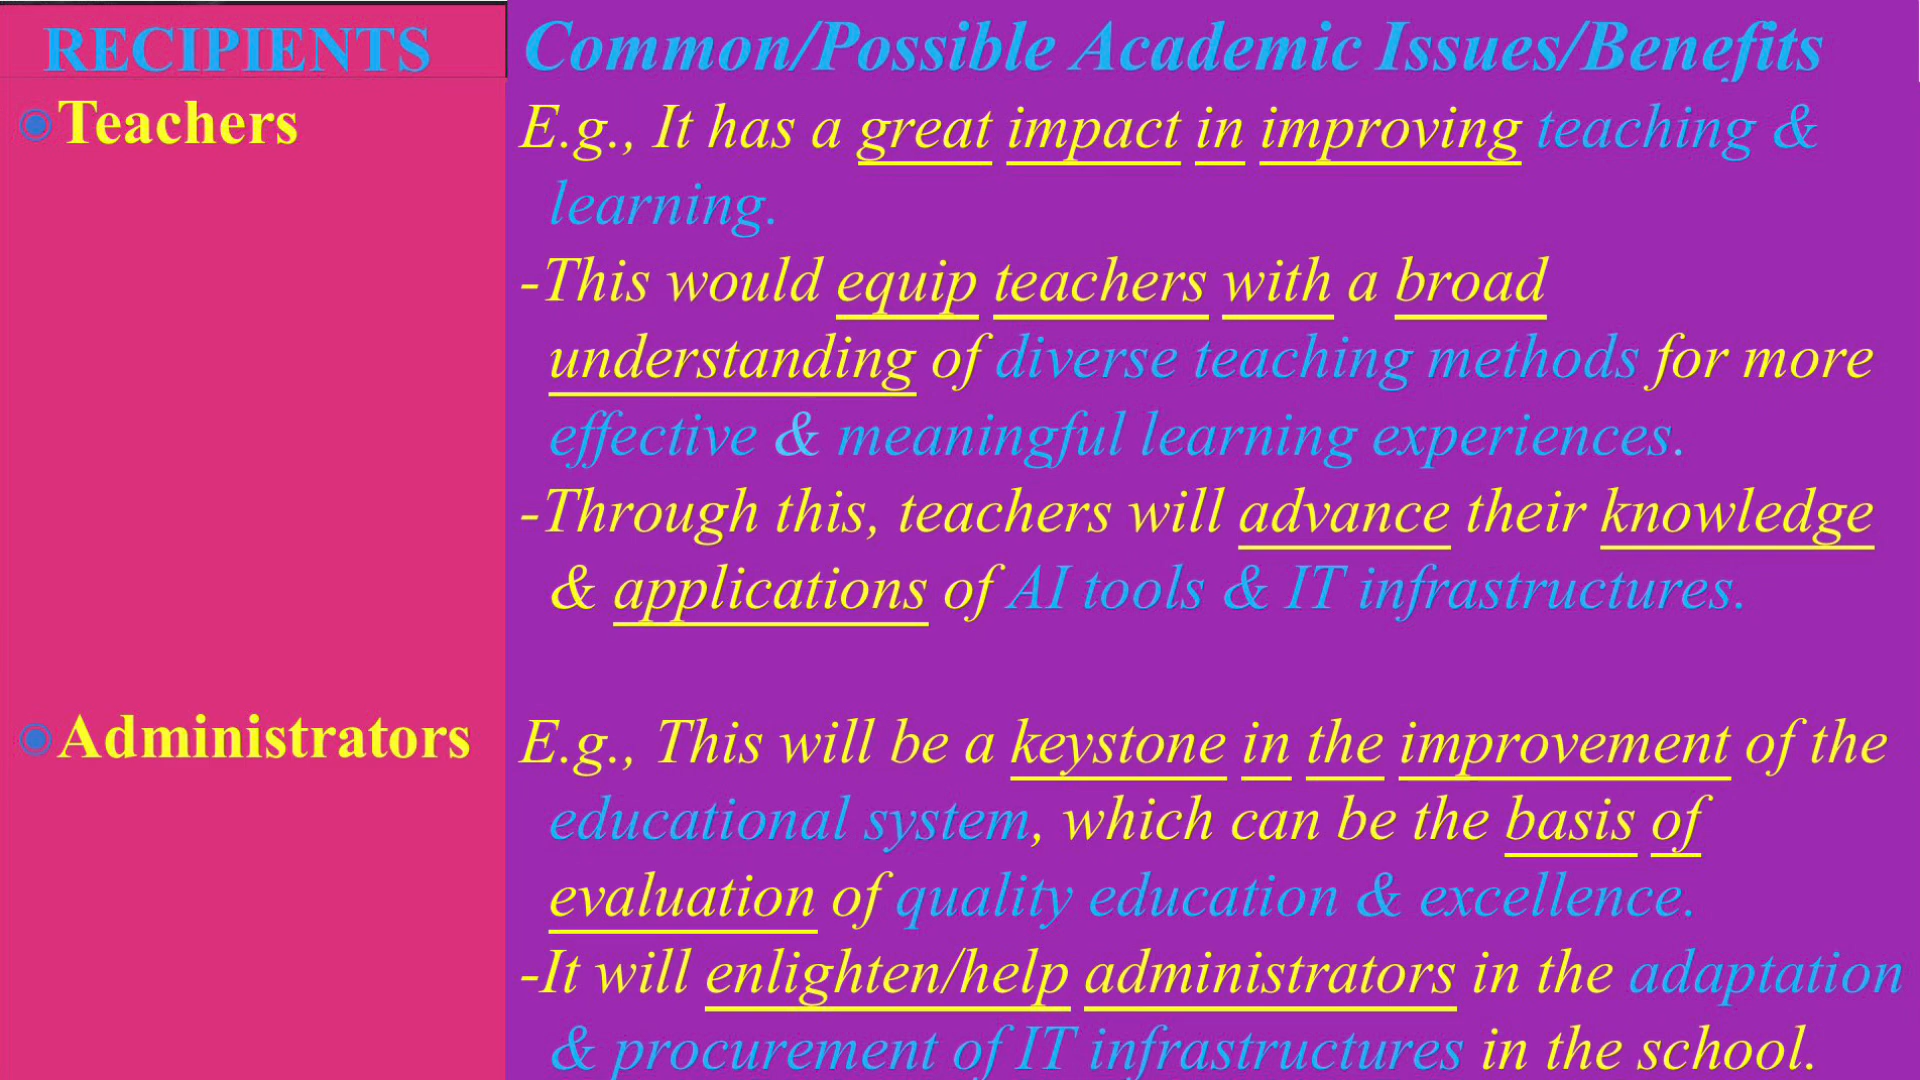 RECIPIENTS
Common/Possible Academic Issues/Benefits
Teachers
E.g., It has a great impact in improving teaching &
learning.
-This would equip teachers with a broad
understanding of diverse teaching methods for more
effective & meaningful learning experiences.
-Through this, teachers will advance their knowledge
& applications of AI tools & IT infrastructures.
Administrators
E.g., This will be a keystone in the improvement of the
educational system, which can be the basis of
evaluation of quality education & excellence.
-It will enlighten/help administrators in the adaptation
& procurement of IT infrastructures in the school.